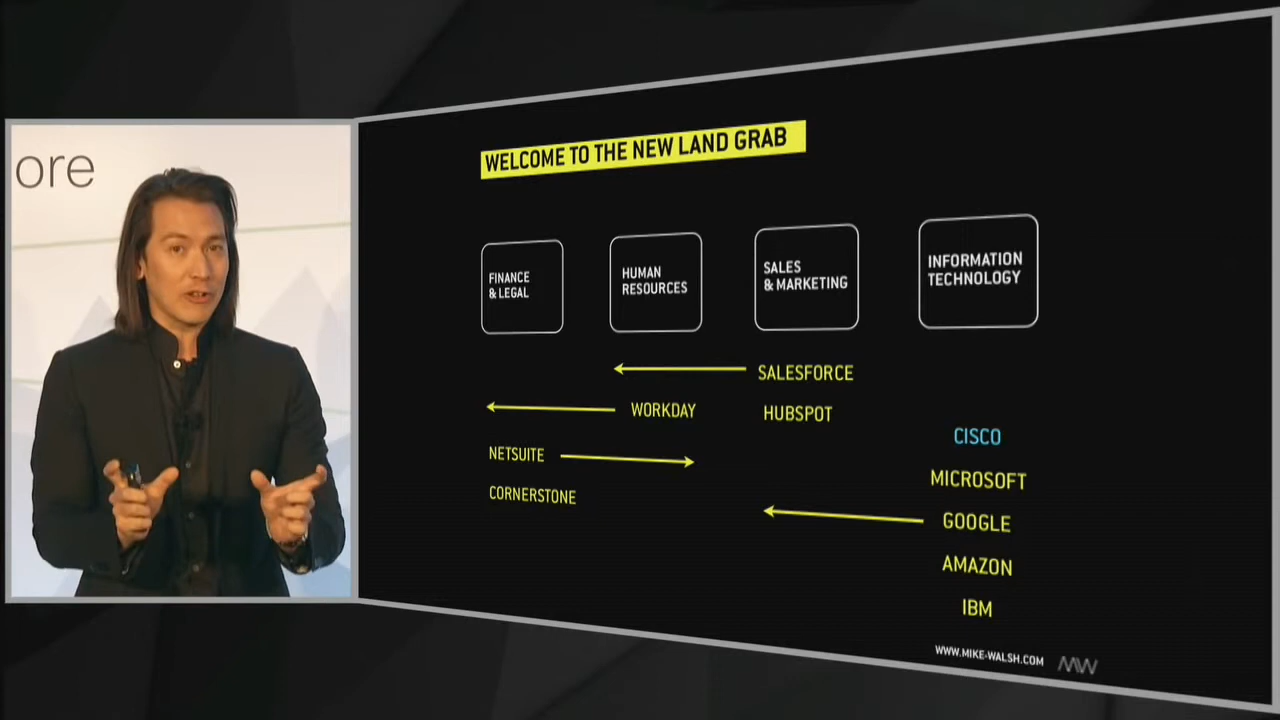 ore
WELCOME TO THE NEW LAND GRAB
FINANCE
& LEGAL
HUMAN
RESOURCES
SALES
& MARKETING
INFORMATION
TECHNOLOGY
SALESFORCE
WORKDAY
HUBSPOT
NETSUITE
CORNERSTONE
CISCO
MICROSOFT
GOOGLE
AMAZON
IBM
WWW.MIKE-WALSH.COM
MW